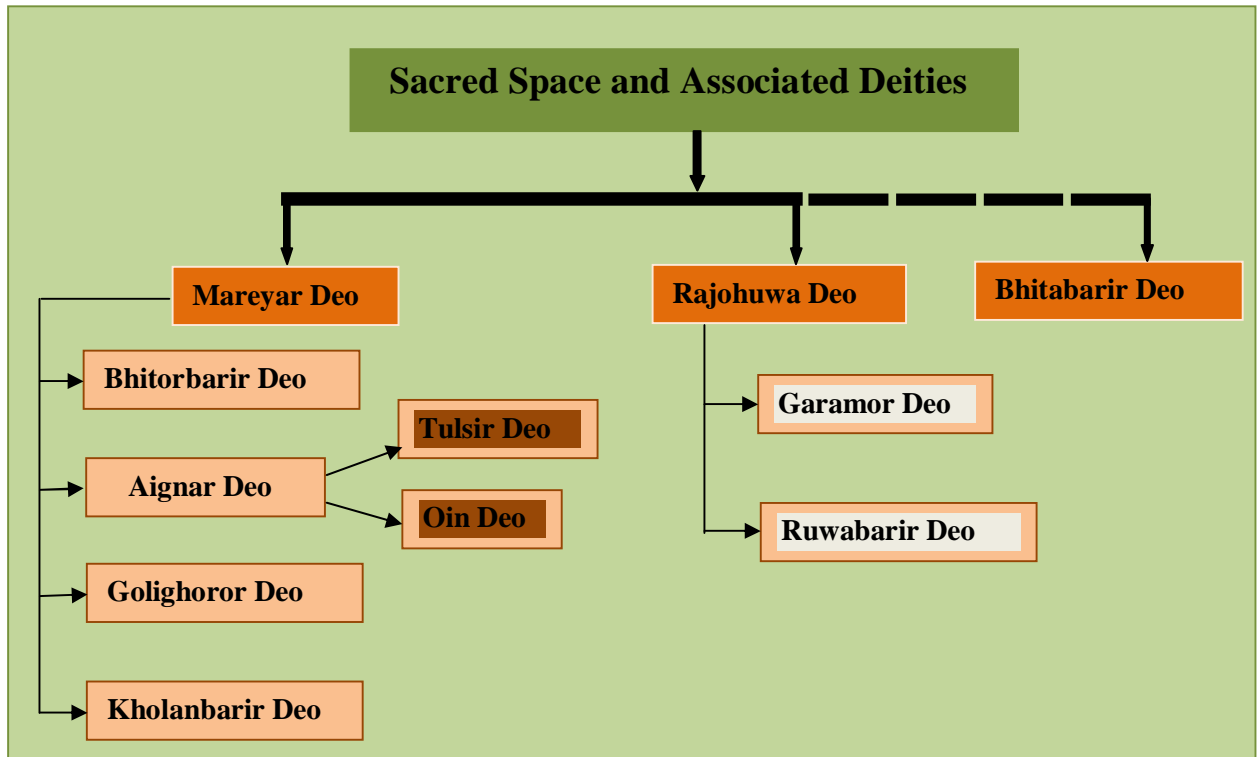 Sacred Space and Associated Deities
Mareyar Deo
Rajohuwa Deo
Bhitabarir Deo
Bhitorbarir Deo
Garamor Deo
Tulsir Deo
Aignar Deo
Oin Deo
Ruwabarir Deo
Golighoror Deo
Kholanbarir Deo